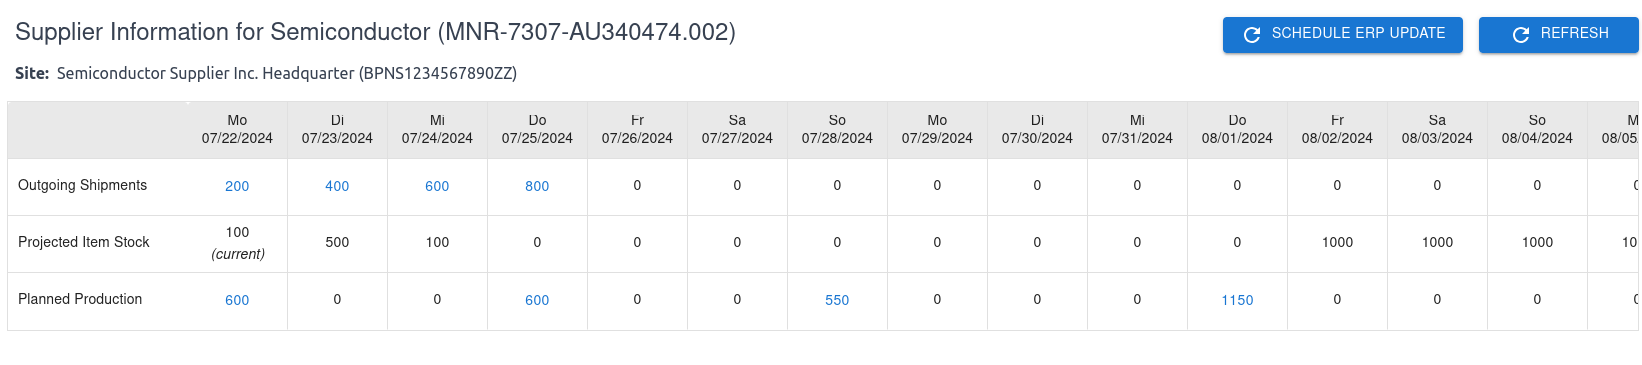 Supplier Information for Semiconductor (MNR-7307-AU340474.002)
SCHEDULE ERP UPDATE
REFRESH
Site: Semiconductor Supplier Inc. Headquarter (BPNS1234567890ZZ)
Mo Di Mi Do Fr Sa So Mo Di Mi Do Fr Sa So M
07/22/2024 07/23/2024 07/24/2024 07/25/2024 07/26/2024 07/27/2024 07/28/2024 07/29/2024 07/30/2024 07/31/2024 08/01/2024 08/02/2024 08/03/2024 08/04/2024 08/05
Outgoing Shipments 200 400 600 800 0 0 0 0 0 0 0 0 0 0 0
Projected Item Stock 100 (current) 500 100 0 0 0 0 0 0 0 0 1000 1000 1000 10
Planned Production 600 0 0 600 0 0 550 0 0 0 1150 0 0 0 0